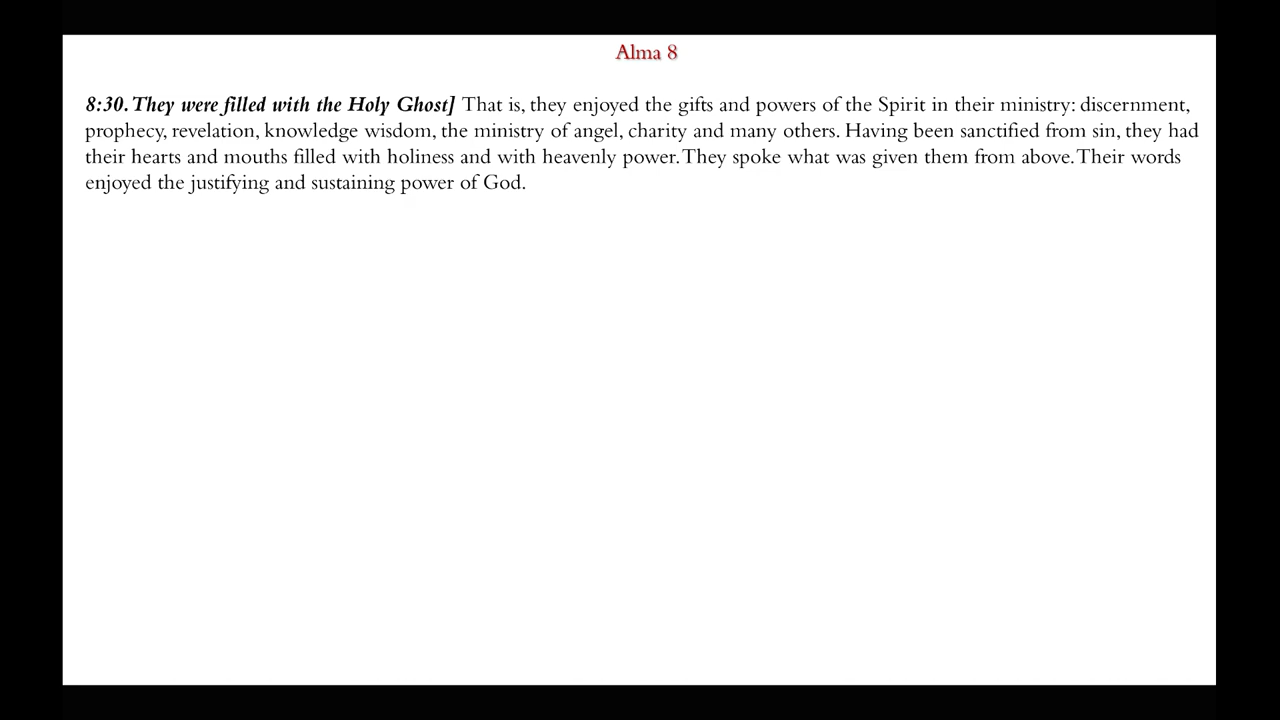 Alma 8
8:30. They were filled with the Holy Ghost] That is, they enjoyed the gifts and powers of the Spirit in their ministry: discernment,
prophecy, revelation, knowledge wisdom, the ministry of angel, charity and many others. Having been sanctified from sin, they had
their hearts and mouths filled with holiness and with heavenly power. They spoke what was given them from above. Their words
enjoyed the justifying and sustaining power of God.